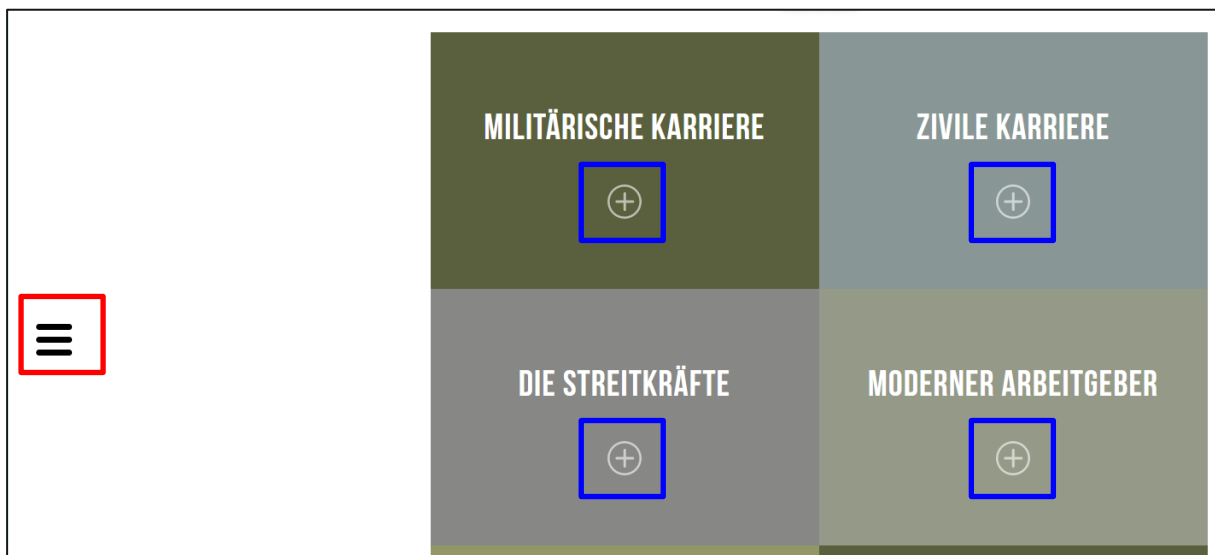 MILITÄRISCHE KARRIERE
ZIVILE KARRIERE
DIE STREITKRÄFTE
MODERNER ARBEITGEBER